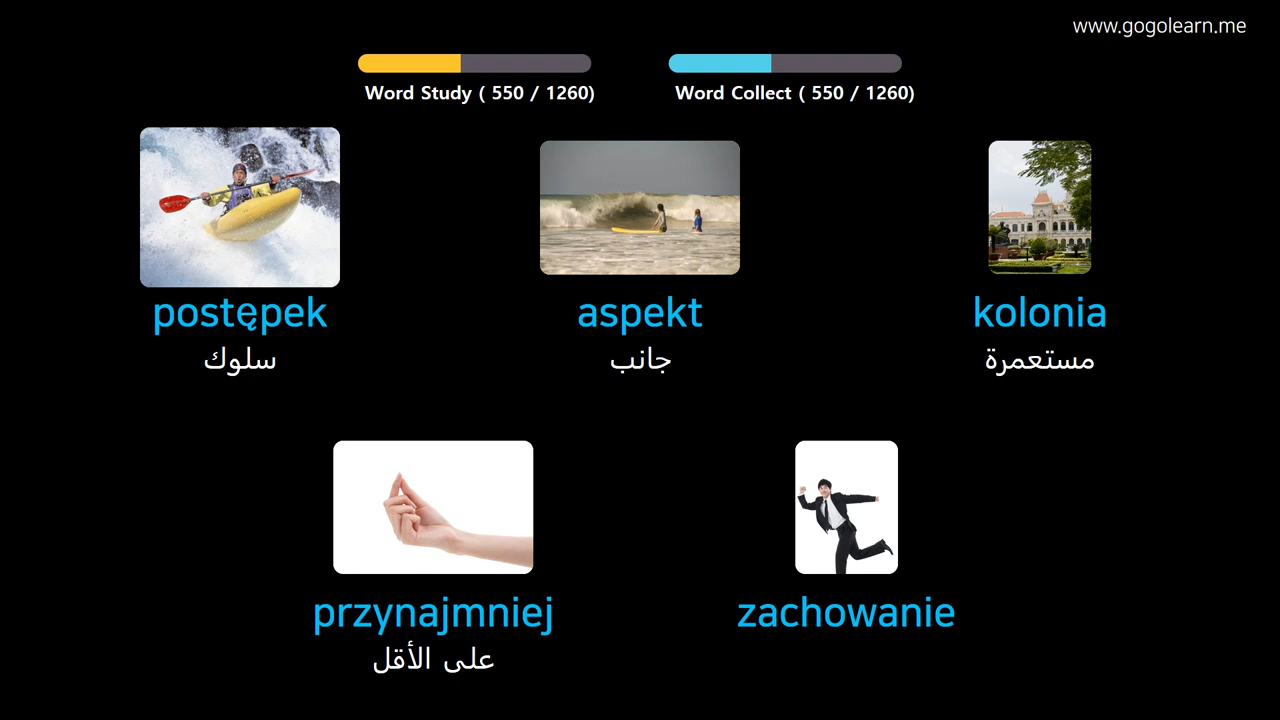 www.gogolearn.me
Word Study ( 550 / 1260)
Word Collect ( 550 / 1260)
postępek
سلوك
aspekt
جانب
kolonia
مستعمرة
przynajmniej
على الأقل
zachowanie